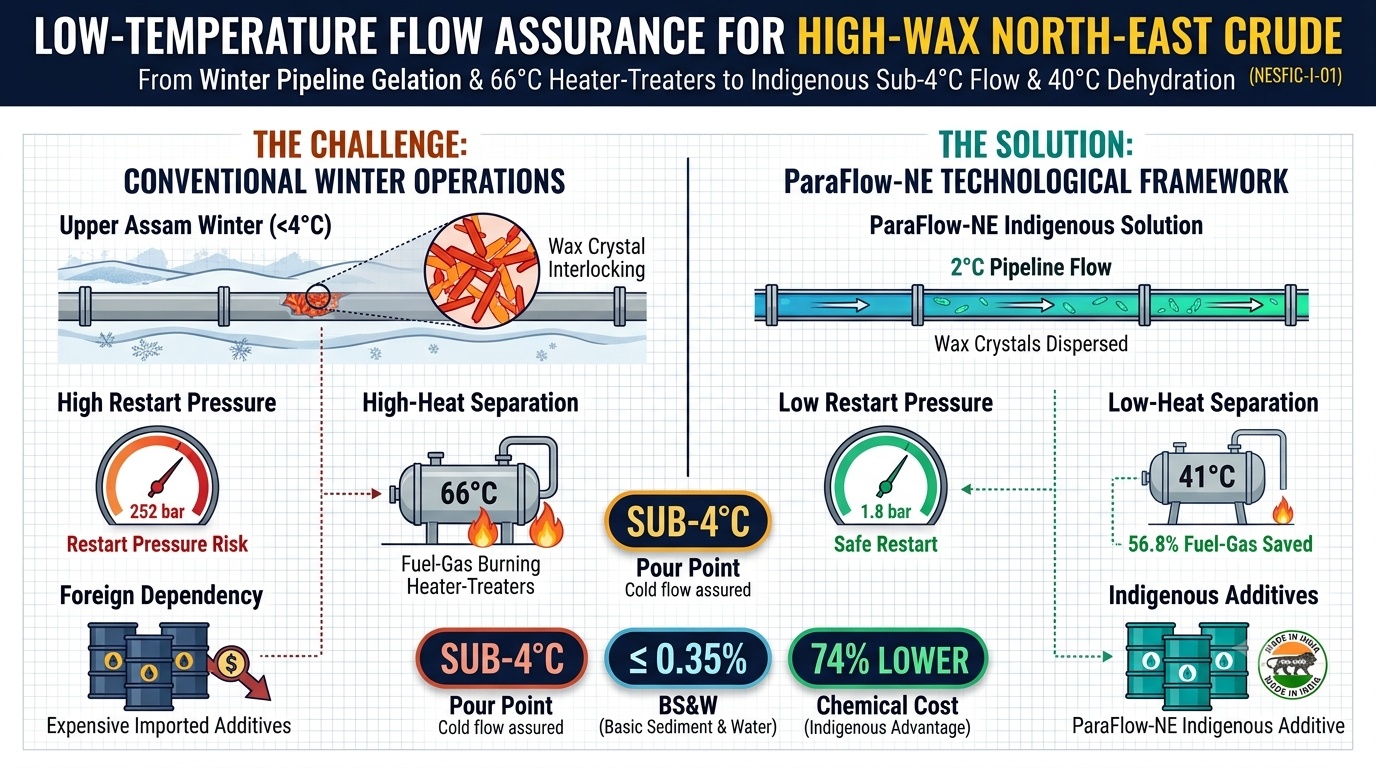 LOW-TEMPERATURE FLOW ASSURANCE FOR HIGH-WAX NORTH-EAST CRUDE
From Winter Pipeline Gelation & 66°C Heater-Treaters to Indigenous Sub-4°C Flow & 40°C Dehydration (NESFIC-I-01)
THE CHALLENGE:
CONVENTIONAL WINTER OPERATIONS
Upper Assam Winter (<4°C)
Wax Crystal
Interlocking
High Restart Pressure
252 bar
Restart Pressure Risk
High-Heat Separation
66°C
Fuel-Gas Burning
Heater-Treaters
Foreign Dependency
$
Expensive Imported Additives
THE SOLUTION:
ParaFlow-NE TECHNOLOGICAL FRAMEWORK
ParaFlow-NE Indigenous Solution
2°C Pipeline Flow
Wax Crystals Dispersed
Low Restart Pressure
1.8 bar
Safe Restart
Low-Heat Separation
41°C
56.8% Fuel-Gas Saved
Indigenous Additives
MADE IN INDIA
ParaFlow-NE Indigenous Additive
SUB-4°C
Pour Point
Cold flow assured
SUB-4°C
Pour Point
Cold flow assured
≤ 0.35%
BS&W
(Basic Sediment & Water)
74% LOWER
Chemical Cost
(Indigenous Advantage)